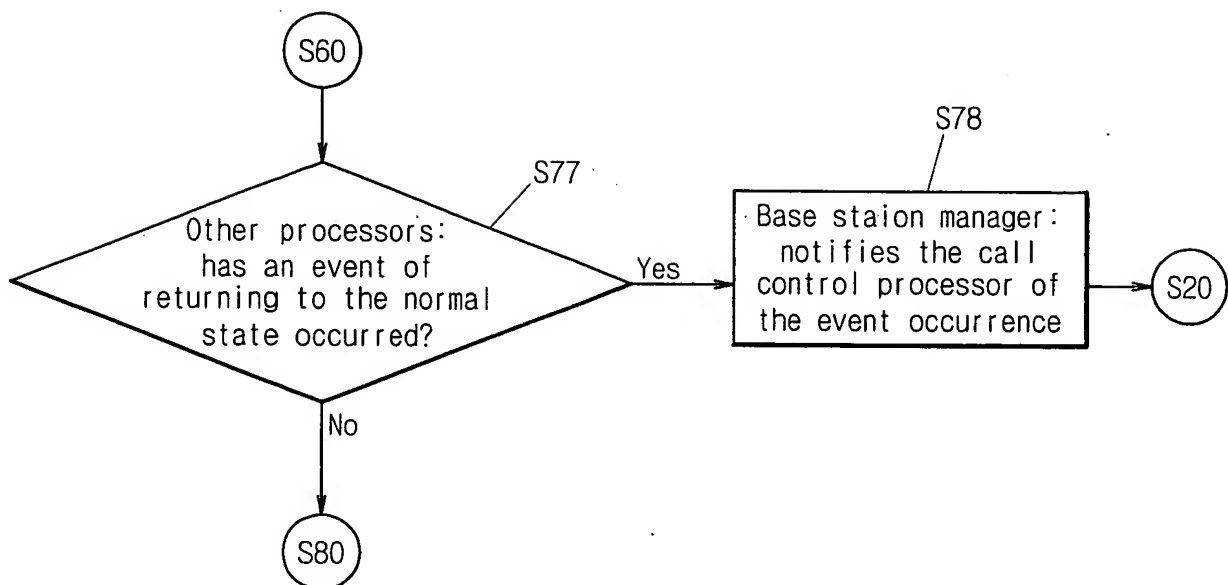 S60
S77
Other processors:
has an event of
returning to the normal
state occurred?
Yes
No
S80
S78
Base staion manager:
notifies the call
control processor of
the event occurrence
S20